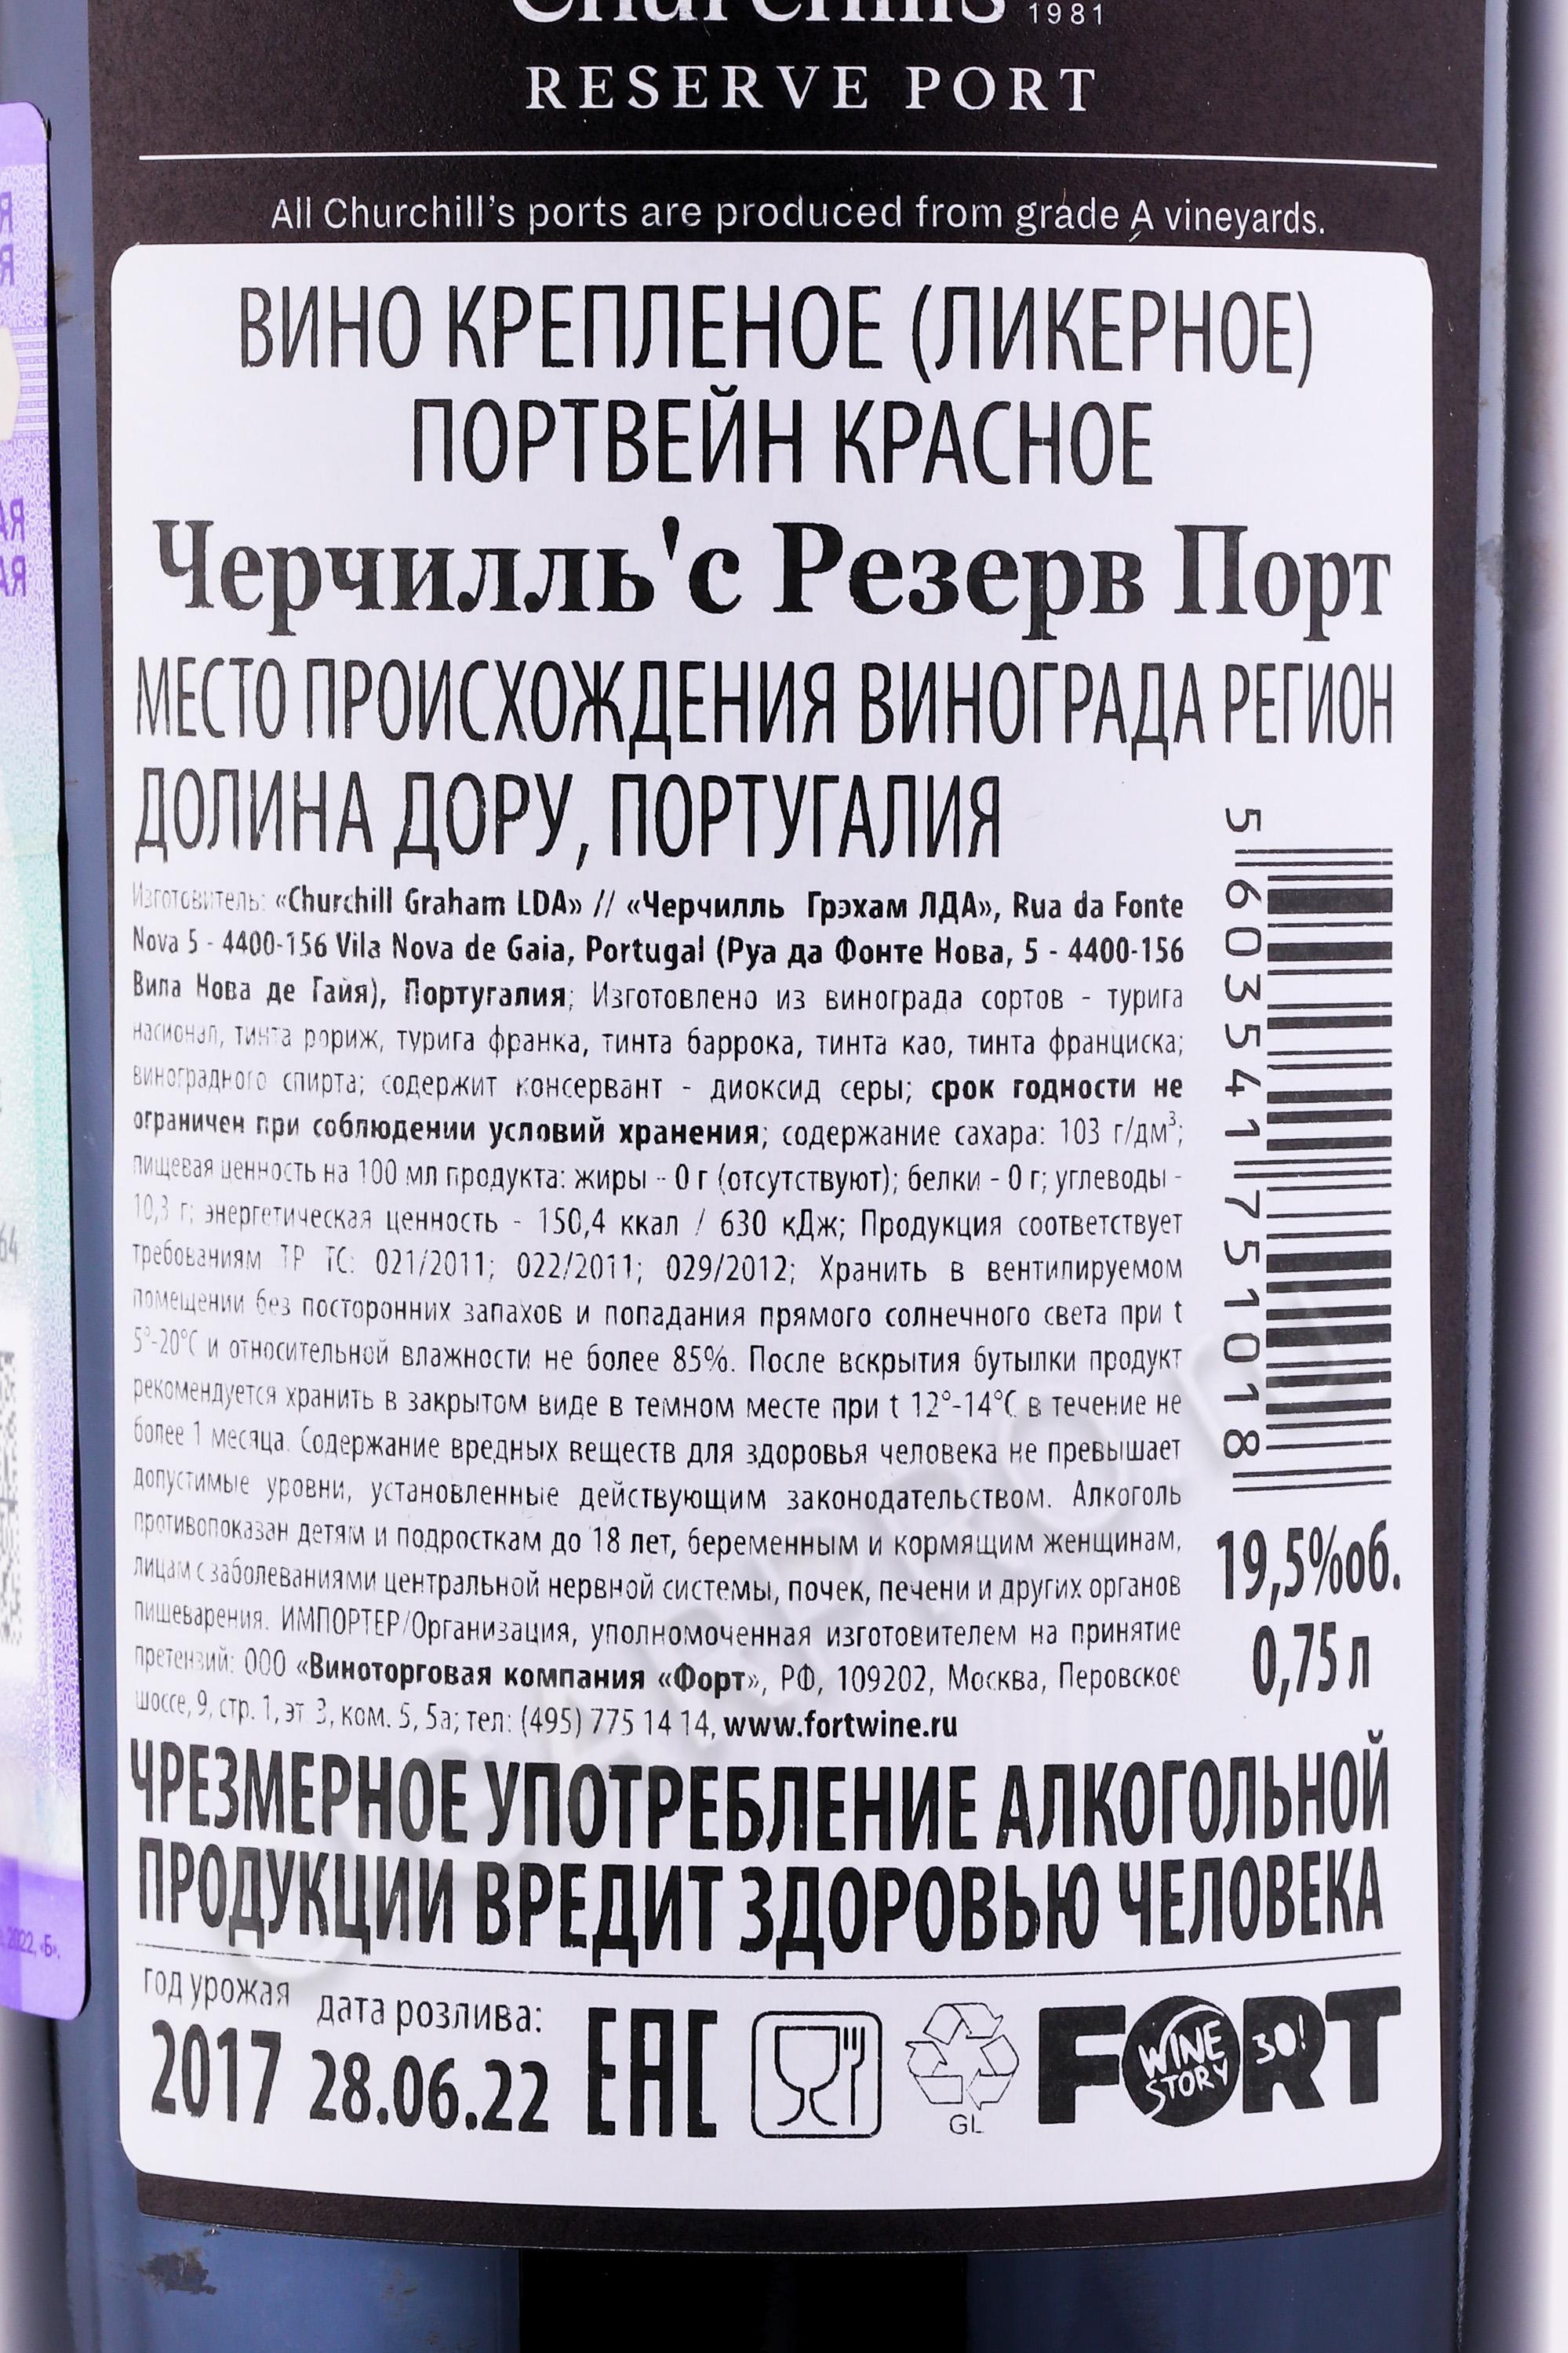 Churchill's 1981
RESERVE PORT
All Churchill's ports are produced from grade A vineyards.
ВИНО КРЕПЛЕНОЕ (ЛИКЕРНОЕ)
ПОРТВЕЙН КРАСНОЕ
Черчилль'с Резерв Порт
МЕСТО ПРОИСХОЖДЕНИЯ ВИНОГРАДА РЕГИОН
ДОЛИНА ДОРУ, ПОРТУГАЛИЯ
Изготовитель: «Churchill Graham LDA» // «Черчилль Грэхам ЛДА», Rua da Fonte
Nova 5 - 4400-156 Vila Nova de Gaia, Portugal (Руа да Фонте Нова, 5 - 4400-156
Вила Нова де Гайя), Португалия; Изготовлено из винограда сортов - турига
насионал, тинта рориж, турига франка, тинта баррока, тинта као, тинта франциска;
виноградного спирта; содержит консервант - диоксид серы; срок годности не
ограничен при соблюдении условий хранения; содержание сахара: 103 г/дм³;
пищевая ценность на 100 мл продукта: жиры - 0 г (отсутствуют); белки - 0 г; углеводы -
10,3 г; энергетическая ценность - 150,4 ккал / 630 кДж; Продукция соответствует
требованиям ТР ТС: 021/2011; 022/2011; 029/2012; Хранить в вентилируемом
помещении без посторонних запахов и попадания прямого солнечного света при t
5°-20°C и относительной влажности не более 85%. После вскрытия бутылки продукт
рекомендуется хранить в закрытом виде в темном месте при t 12°-14°C в течение не
более 1 месяца. Содержание вредных веществ для здоровья человека не превышает
допустимые уровни, установленные действующим законодательством. Алкоголь
противопоказан детям и подросткам до 18 лет, беременным и кормящим женщинам,
лицам с заболеваниями центральной нервной системы, почек, печени и других органов
пищеварения. ИМПОРТЕР/Организация, уполномоченная изготовителем на принятие
претензий: ООО «Виноторговая компания «Форт», РФ, 109202, Москва, Перовское
шоссе, 9, стр. 1, эт 3, ком. 5, 5а; тел: (495) 775 14 14, www.fortwine.ru
5 603541 751018
19,5%об.
0,75 л
ЧРЕЗМЕРНОЕ УПОТРЕБЛЕНИЕ АЛКОГОЛЬНОЙ
ПРОДУКЦИИ ВРЕДИТ ЗДОРОВЬЮ ЧЕЛОВЕКА
год урожая
2017
дата розлива:
28.06.22
EAC
GL
FORT
WINE
STORY
30!
2022, «Б».
64